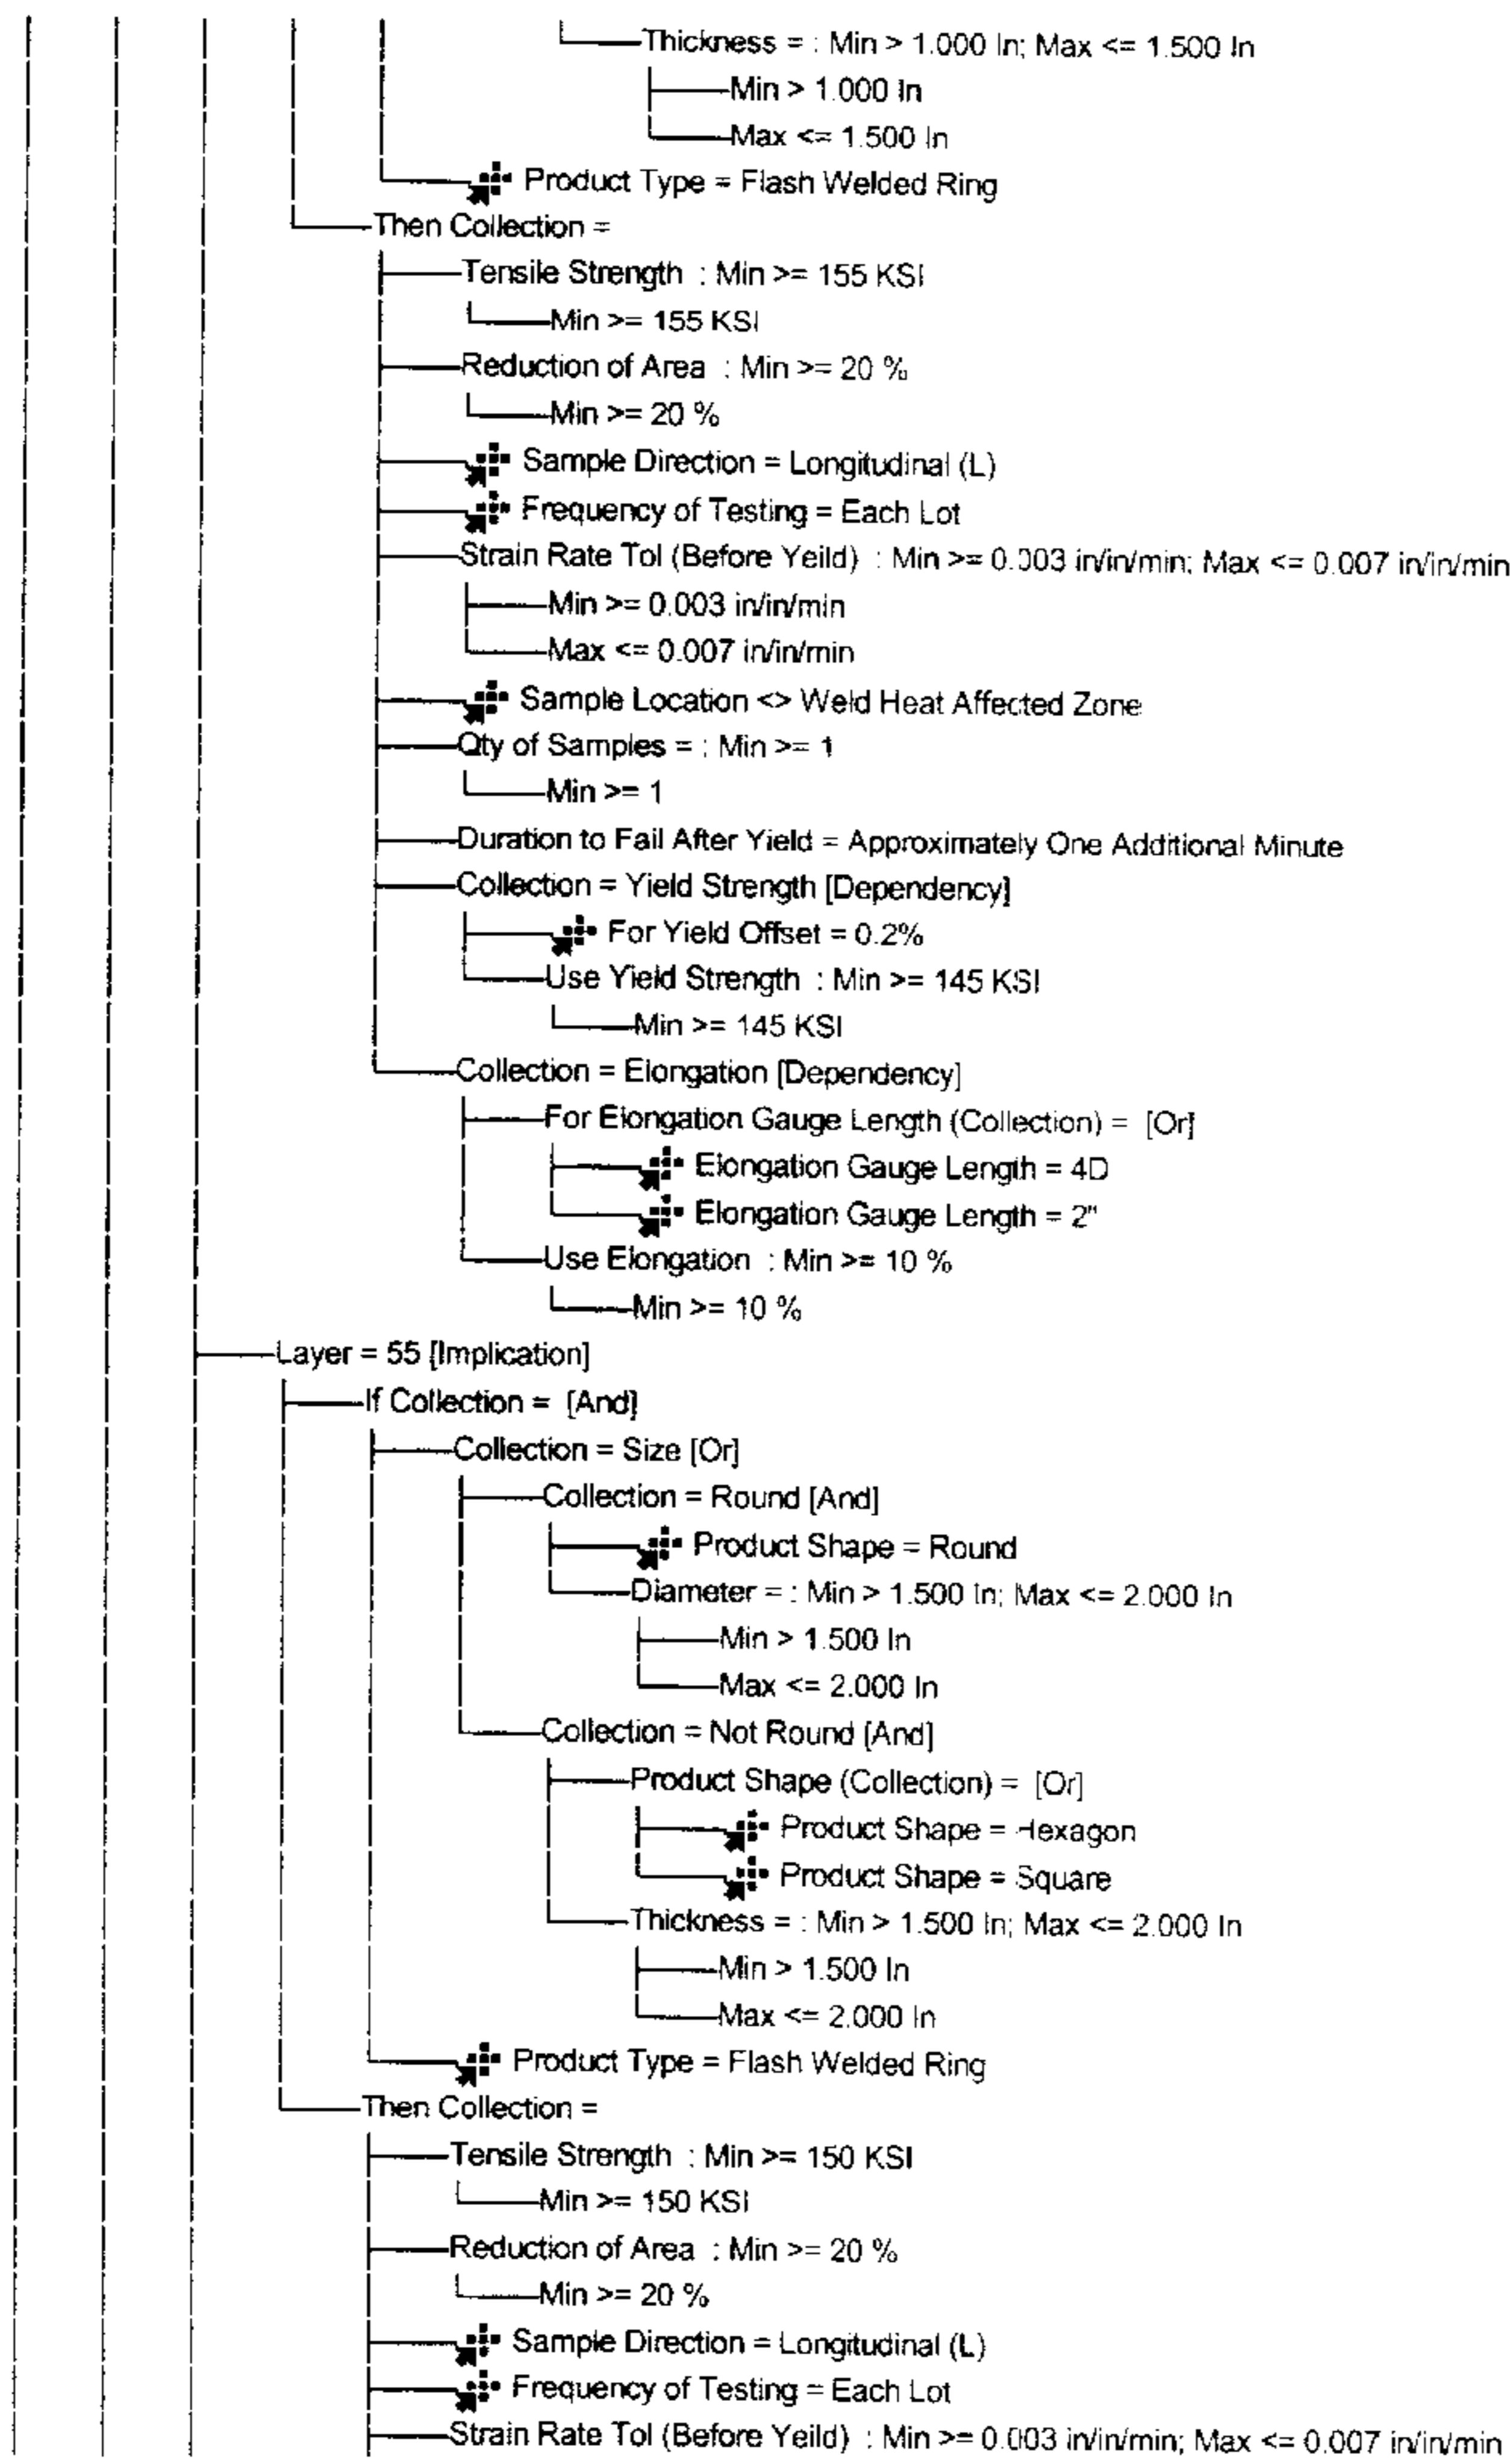 Thickness = : Min > 1.000 In; Max <= 1.500 In
Min > 1.000 In
Max <= 1.500 In
Product Type = Flash Welded Ring
Then Collection =
Tensile Strength : Min >= 155 KSI
Min >= 155 KSI
Reduction of Area : Min >= 20 %
Min >= 20 %
Sample Direction = Longitudinal (L)
Frequency of Testing = Each Lot
Strain Rate Tol (Before Yeild) : Min >= 0.003 in/in/min; Max <= 0.007 in/in/min
Min >= 0.003 in/in/min
Max <= 0.007 in/in/min
Sample Location <> Weld Heat Affected Zone
Qty of Samples = : Min >= 1
Min >= 1
Duration to Fail After Yield = Approximately One Additional Minute
Collection = Yield Strength [Dependency]
For Yield Offset = 0.2%
Use Yield Strength : Min >= 145 KSI
Min >= 145 KSI
Collection = Elongation [Dependency]
For Elongation Gauge Length (Collection) = [Or]
Elongation Gauge Length = 4D
Elongation Gauge Length = 2"
Use Elongation : Min >= 10 %
Min >= 10 %
Layer = 55 [Implication]
If Collection = [And]
Collection = Size [Or]
Collection = Round [And]
Product Shape = Round
Diameter = : Min > 1.500 In; Max <= 2.000 In
Min > 1.500 In
Max <= 2.000 In
Collection = Not Round [And]
Product Shape (Collection) = [Or]
Product Shape = Hexagon
Product Shape = Square
Thickness = : Min > 1.500 In; Max <= 2.000 In
Min > 1.500 In
Max <= 2.000 In
Product Type = Flash Welded Ring
Then Collection =
Tensile Strength : Min >= 150 KSI
Min >= 150 KSI
Reduction of Area : Min >= 20 %
Min >= 20 %
Sample Direction = Longitudinal (L)
Frequency of Testing = Each Lot
Strain Rate Tol (Before Yeild) : Min >= 0.003 in/in/min; Max <= 0.007 in/in/min